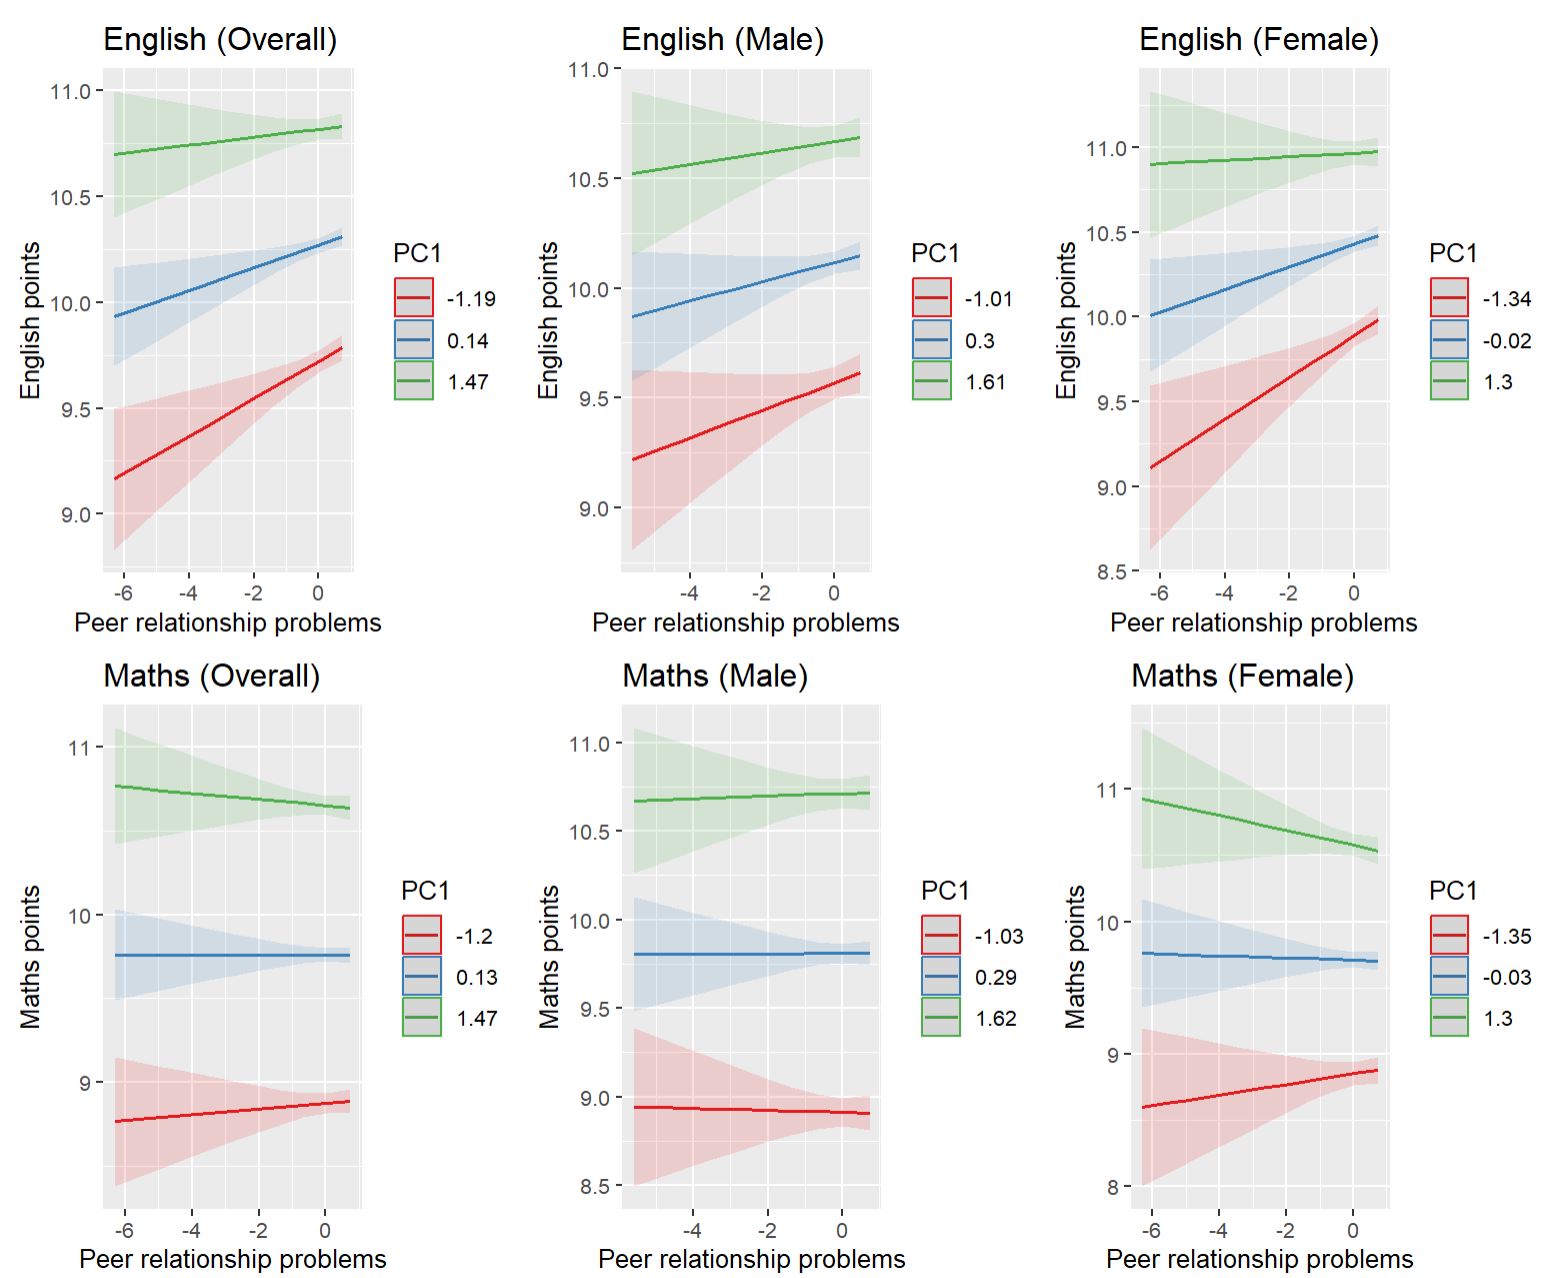 English (Overall)
English points
11.0
10.5
10.0
9.5
9.0
-6 -4 -2 0
Peer relationship problems
PC1
-1.19
0.14
1.47
English (Male)
English points
11.0
10.5
10.0
9.5
9.0
-4 -2 0
Peer relationship problems
PC1
-1.01
0.3
1.61
English (Female)
English points
11.0
10.5
10.0
9.5
9.0
8.5
-6 -4 -2 0
Peer relationship problems
PC1
-1.34
-0.02
1.3
Maths (Overall)
Maths points
11
10
9
-6 -4 -2 0
Peer relationship problems
PC1
-1.2
0.13
1.47
Maths (Male)
Maths points
11.0
10.5
10.0
9.5
9.0
8.5
-4 -2 0
Peer relationship problems
PC1
-1.03
0.29
1.62
Maths (Female)
Maths points
11
10
9
8
-6 -4 -2 0
Peer relationship problems
PC1
-1.35
-0.03
1.3